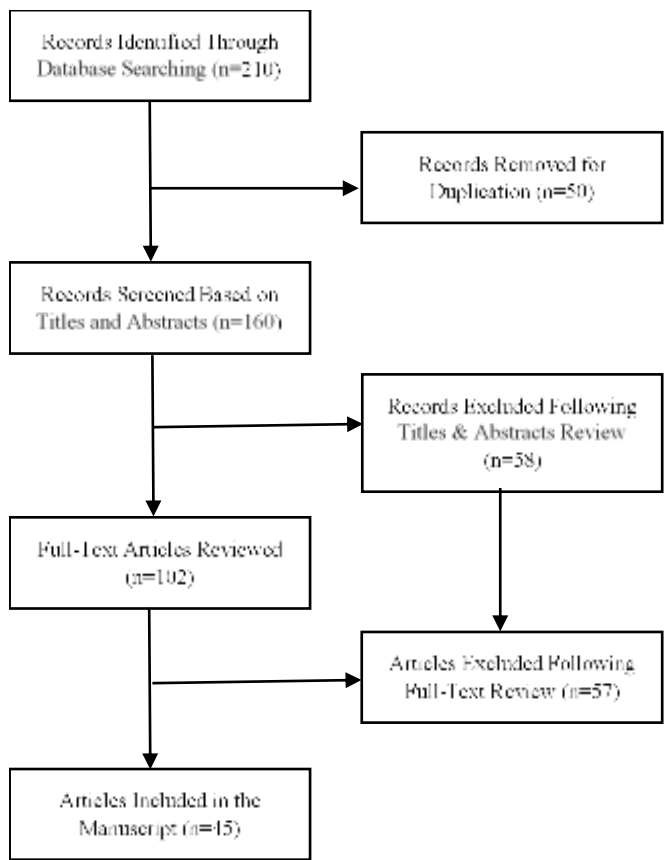 Records Identified Through
Database Searching (n=210)
Records Removed for
Duplication (n=50)
Records Screened Based on
Titles and Abstracts (n=160)
Records Excluded Following
Titles & Abstracts Review
(n=58)
Full-Text Articles Reviewed
(n=102)
Articles Excluded Following
Full-Text Review (n=57)
Articles Included in the
Manuscript (n=45)